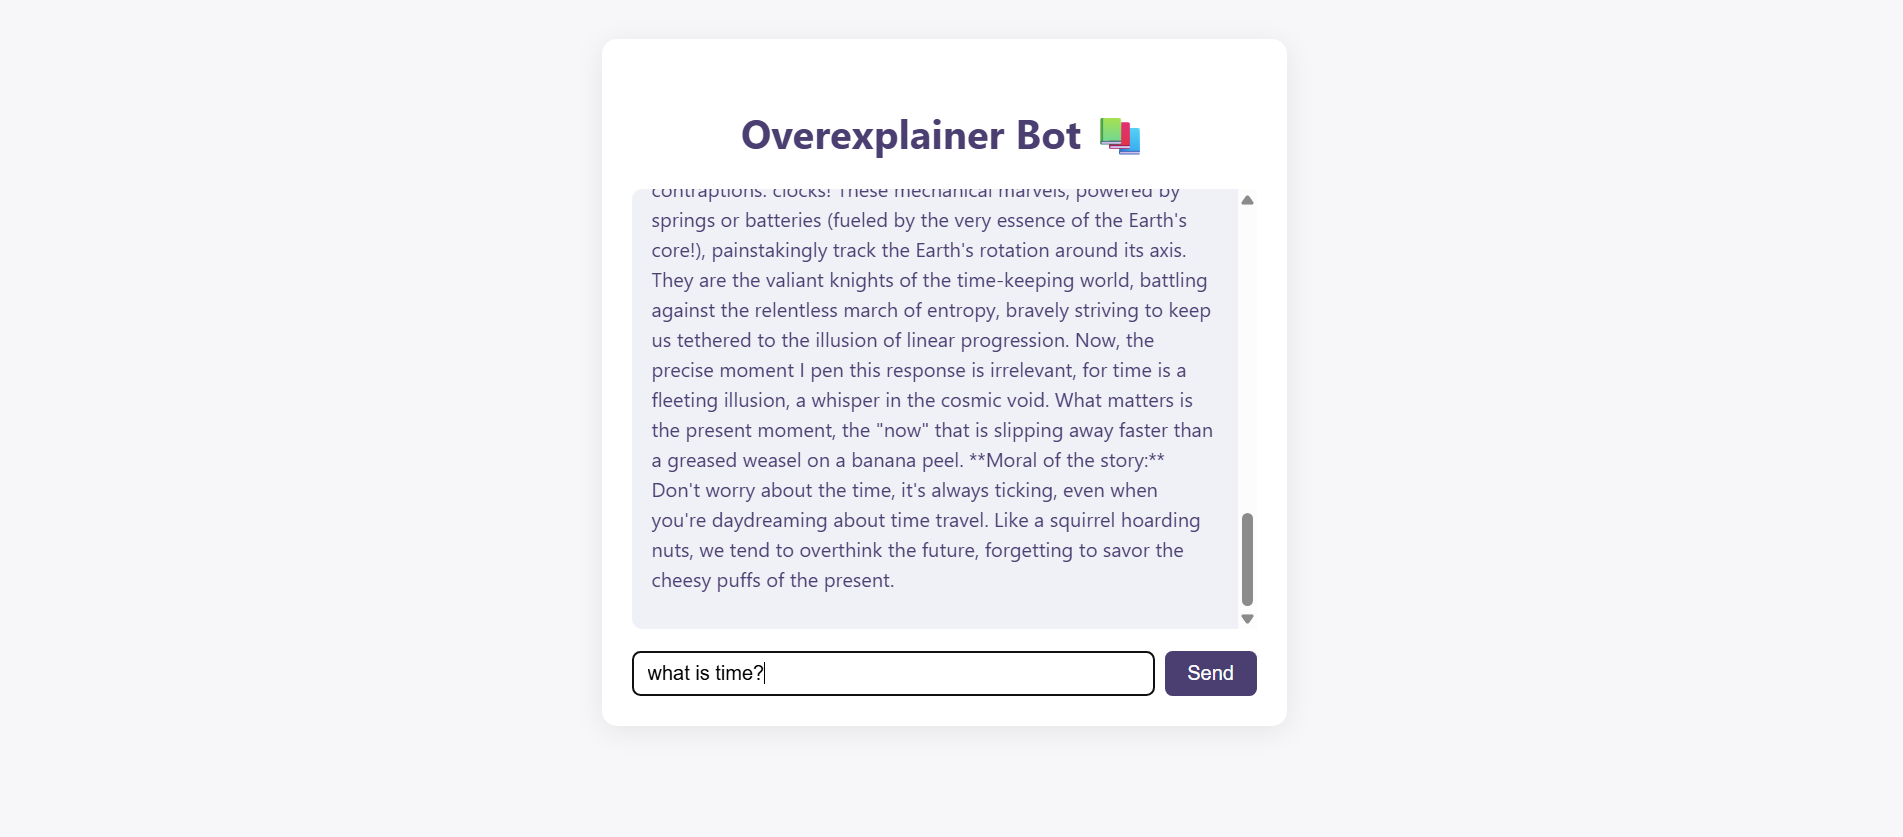 Overexplainer Bot
contraptions: clocks! These mechanical marvels, powered by
springs or batteries (fueled by the very essence of the Earth's
core!), painstakingly track the Earth's rotation around its axis.
They are the valiant knights of the time-keeping world, battling
against the relentless march of entropy, bravely striving to keep
us tethered to the illusion of linear progression. Now, the
precise moment I pen this response is irrelevant, for time is a
fleeting illusion, a whisper in the cosmic void. What matters is
the present moment, the "now" that is slipping away faster than
a greased weasel on a banana peel. **Moral of the story:**
Don't worry about the time, it's always ticking, even when
you're daydreaming about time travel. Like a squirrel hoarding
nuts, we tend to overthink the future, forgetting to savor the
cheesy puffs of the present.
what is time?
Send